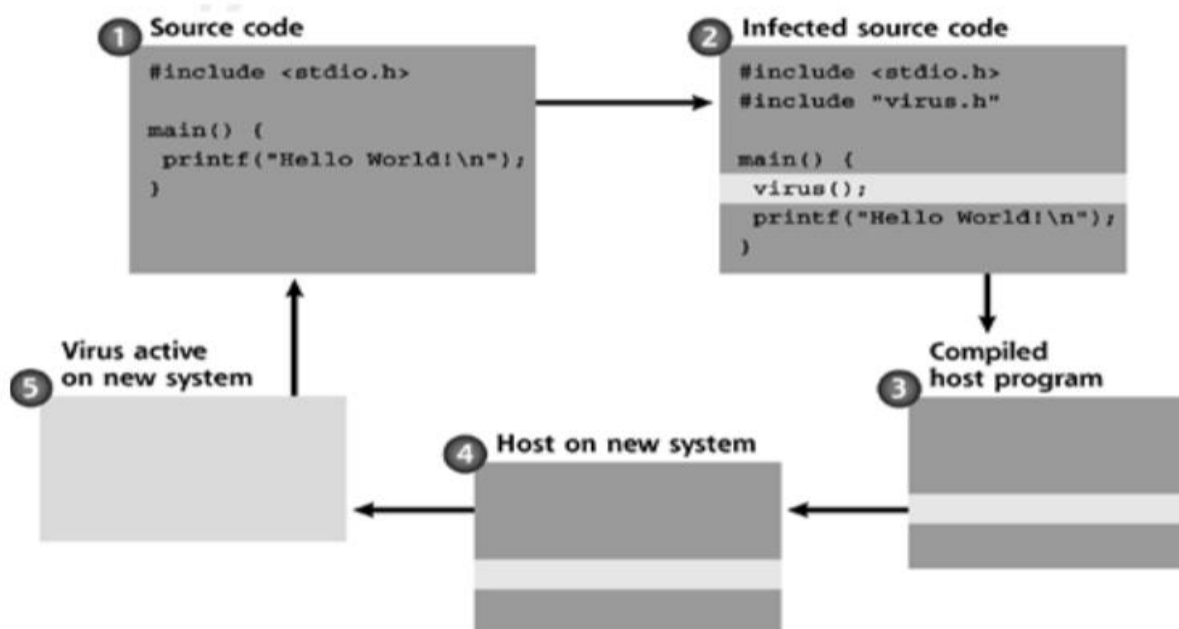 1 Source code
#include <stdio.h>
main() {
printf("Hello World!\n");
}
2 Infected source code
#include <stdio.h>
#include "virus.h"
main() {
virus();
printf("Hello World!\n");
}
3 Compiled
host program
4 Host on new system
5 Virus active
on new system